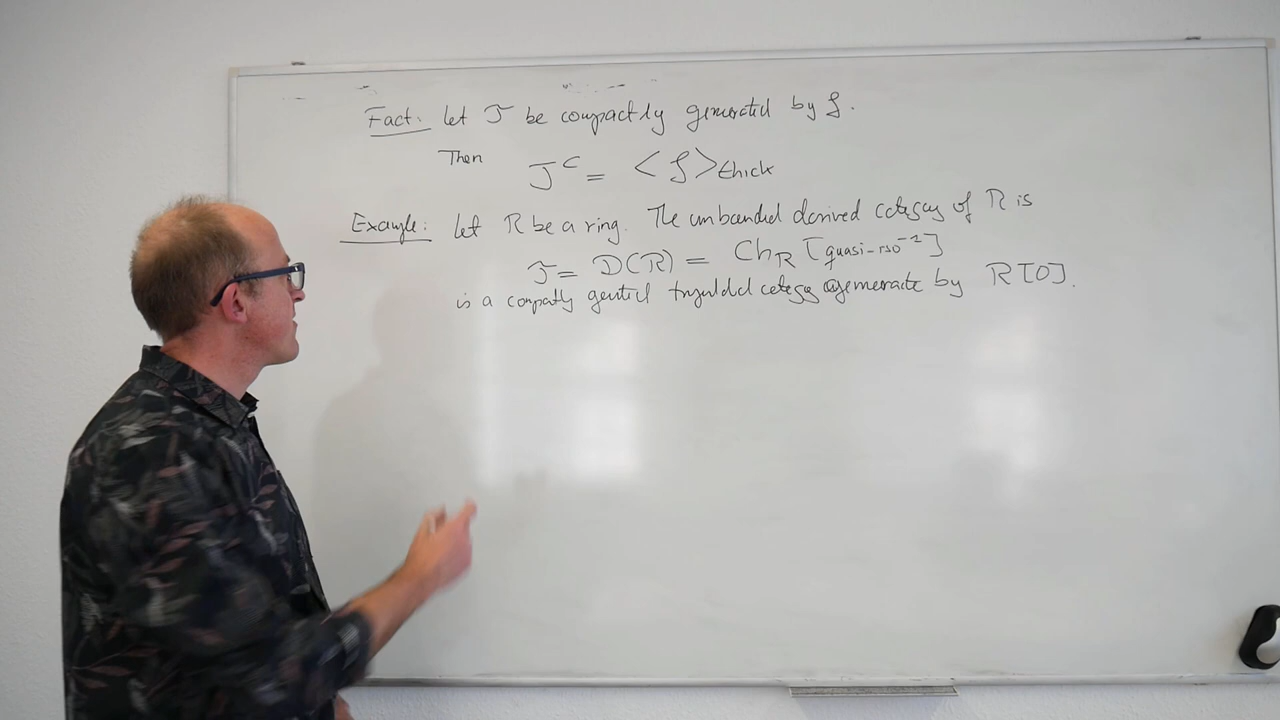 Fact: Let 𝒯 be compactly generated by 𝒮.
Then 𝒯^c = <𝒮>thick
Example: Let R be a ring. The unbounded derived category of R is
𝒯 = D(R) = Ch_R [quasi-iso^-1]
is a compactly generated triangulated category generate by R[0].